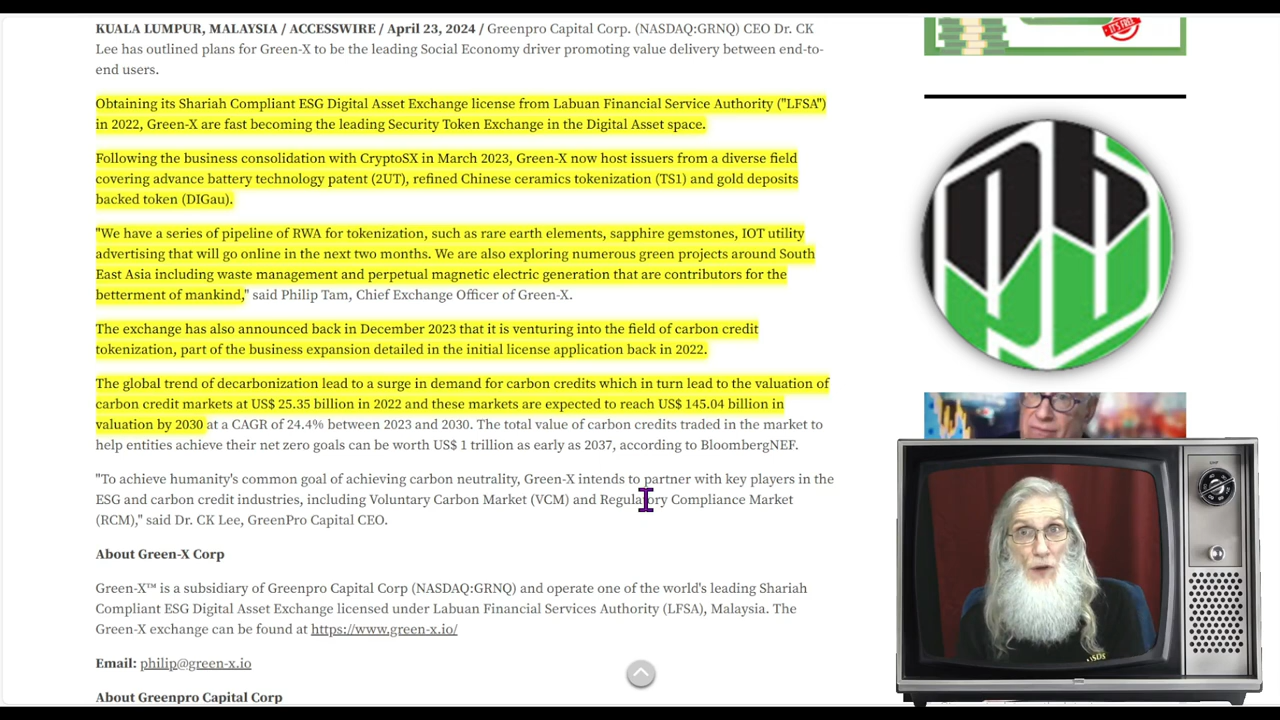 KUALA LUMPUR, MALAYSIA / ACCESSWIRE / April 23, 2024 / Greenpro Capital Corp. (NASDAQ:GRNQ) CEO Dr. CK
Lee has outlined plans for Green-X to be the leading Social Economy driver promoting value delivery between end-to-
end users.
Obtaining its Shariah Compliant ESG Digital Asset Exchange license from Labuan Financial Service Authority ("LFSA")
in 2022, Green-X are fast becoming the leading Security Token Exchange in the Digital Asset space.
Following the business consolidation with CryptoSX in March 2023, Green-X now host issuers from a diverse field
covering advance battery technology patent (2UT), refined Chinese ceramics tokenization (TS1) and gold deposits
backed token (DIGau).
"We have a series of pipeline of RWA for tokenization, such as rare earth elements, sapphire gemstones, IOT utility
advertising that will go online in the next two months. We are also exploring numerous green projects around South
East Asia including waste management and perpetual magnetic electric generation that are contributors for the
betterment of mankind," said Philip Tam, Chief Exchange Officer of Green-X.
The exchange has also announced back in December 2023 that it is venturing into the field of carbon credit
tokenization, part of the business expansion detailed in the initial license application back in 2022.
The global trend of decarbonization lead to a surge in demand for carbon credits which in turn lead to the valuation of
carbon credit markets at US$ 25.35 billion in 2022 and these markets are expected to reach US$ 145.04 billion in
valuation by 2030 at a CAGR of 24.4% between 2023 and 2030. The total value of carbon credits traded in the market to
help entities achieve their net zero goals can be worth US$ 1 trillion as early as 2037, according to BloombergNEF.
"To achieve humanity's common goal of achieving carbon neutrality, Green-X intends to partner with key players in the
ESG and carbon credit industries, including Voluntary Carbon Market (VCM) and Regulatory Compliance Market
(RCM)," said Dr. CK Lee, GreenPro Capital CEO.
About Green-X Corp
Green-X™ is a subsidiary of Greenpro Capital Corp (NASDAQ:GRNQ) and operate one of the world's leading Shariah
Compliant ESG Digital Asset Exchange licensed under Labuan Financial Services Authority (LFSA), Malaysia. The
Green-X exchange can be found at https://www.green-x.io/
Email: philip@green-x.io
About Greenpro Capital Corp
IT'S FREE